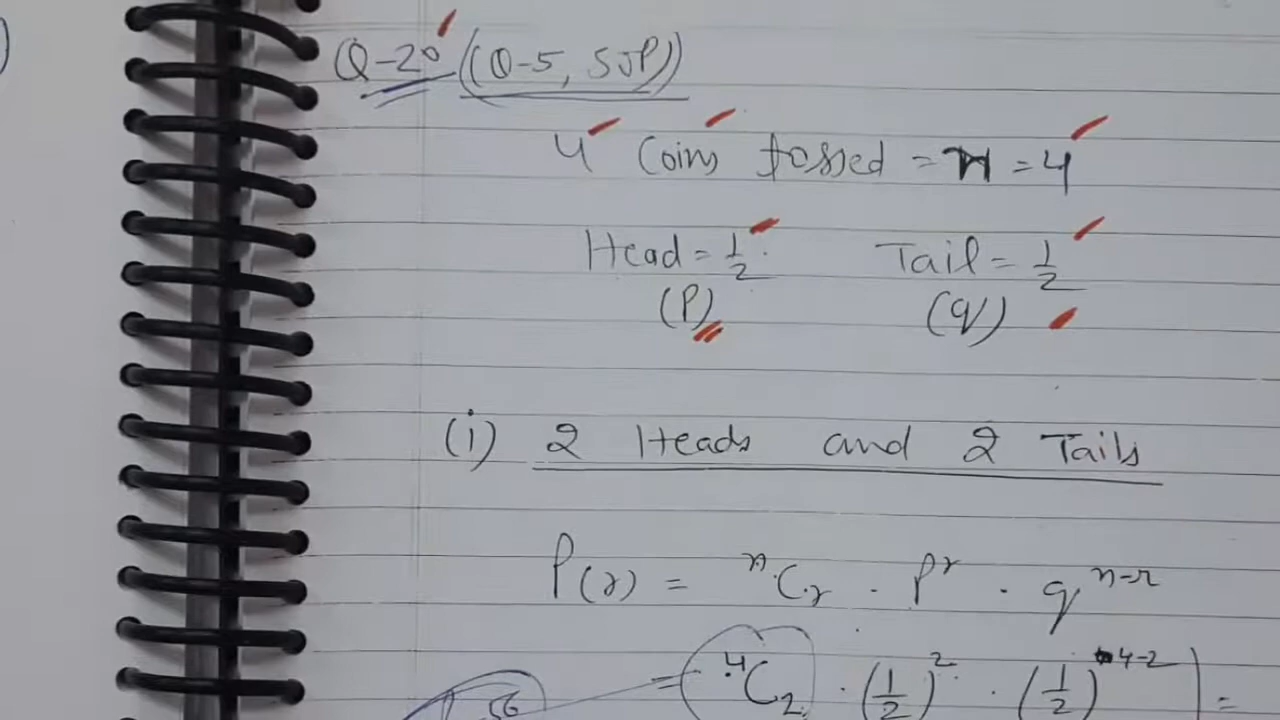 Q-20 (Q-5, SJP)
4 Coins tossed = n = 4
Head = 1/2 Tail = 1/2
(P) (q)
(i) 2 Heads and 2 Tails
P(r) = ⁿCᵣ · Pʳ · qⁿ⁻ʳ
= ⁴C₂ · (1/2)² · (1/2)⁴⁻² =